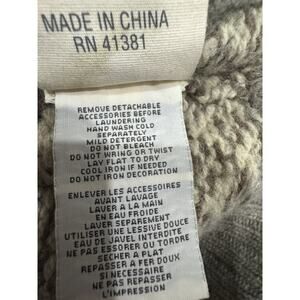 MADE IN CHINA
RN 41381
REMOVE DETACHABLE
ACCESSORIES BEFORE
LAUNDERING
HAND WASH COLD
SEPARATELY
MILD DETERGENT
DO NOT BLEACH
DO NOT WRING OR TWIST
LAY FLAT TO DRY
COOL IRON IF NEEDED
DO NOT IRON DECORATION
ENLEVER LES ACCESSOIRES
AVANT LAVAGE
LAVER A LA MAIN
EN EAU FROIDE
LAVER SEPAREMENT
UTILISER UNE LESSIVE DOUCE
EAU DE JAVEL INTERDITE
NE PAS ESSORER OU TORDRE
SECHER A PLAT
REPASSER A FER DOUX
SI NECESSAIRE
NE PAS REPASSER
L'IMPRESSION